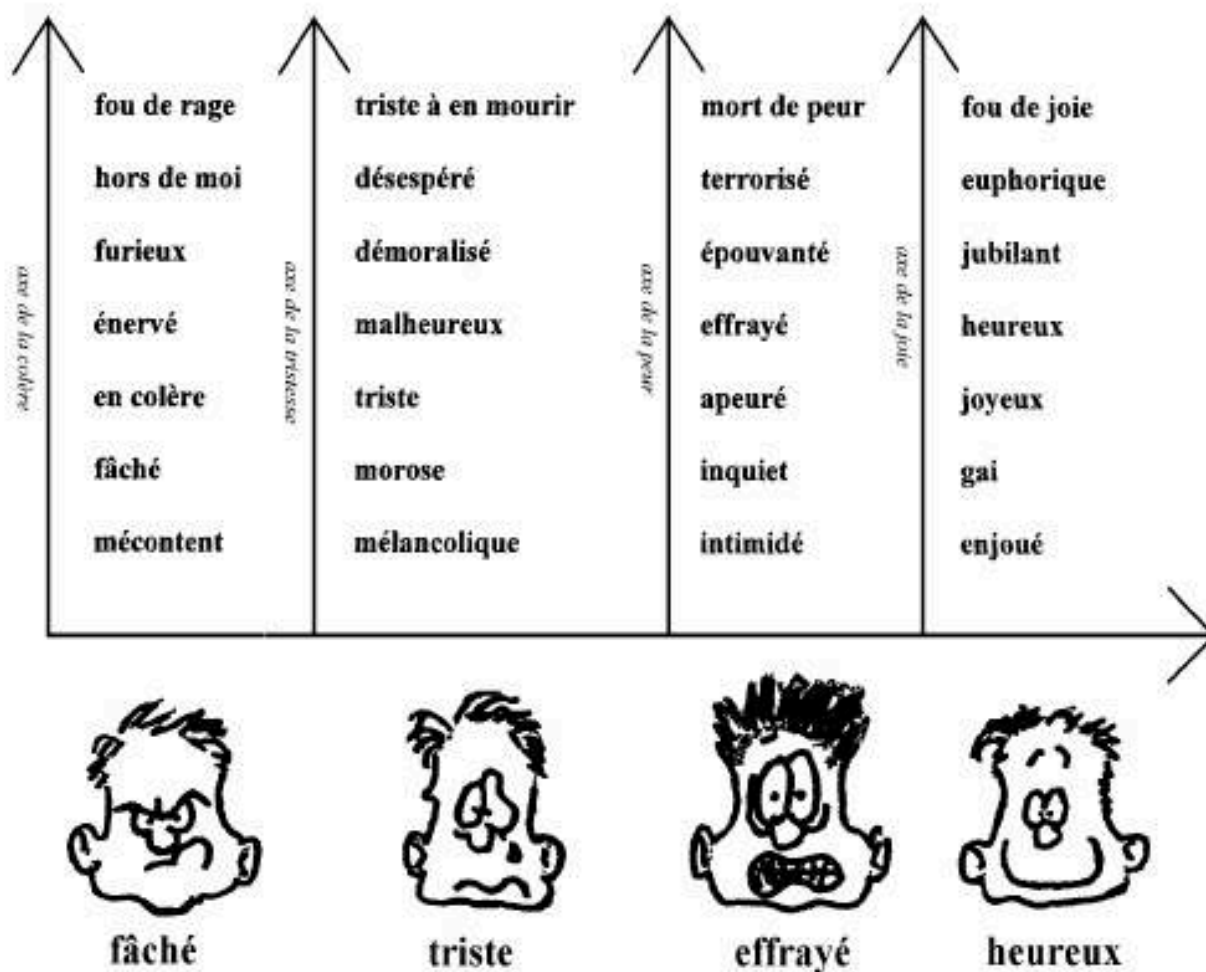 fou de rage
triste à en mourir
mort de peur
fou de joie
hors de moi
désespéré
terrorisé
euphorique
furieux
démoralisé
épouvanté
jubilant
énervé
malheureux
effrayé
heureux
en colère
triste
apeuré
joyeux
fâché
morose
inquiet
gai
mécontent
mélancolique
intimidé
enjoué
axe de la colère
axe de la tristesse
axe de la peur
axe de la joie
fâché
triste
effrayé
heureux